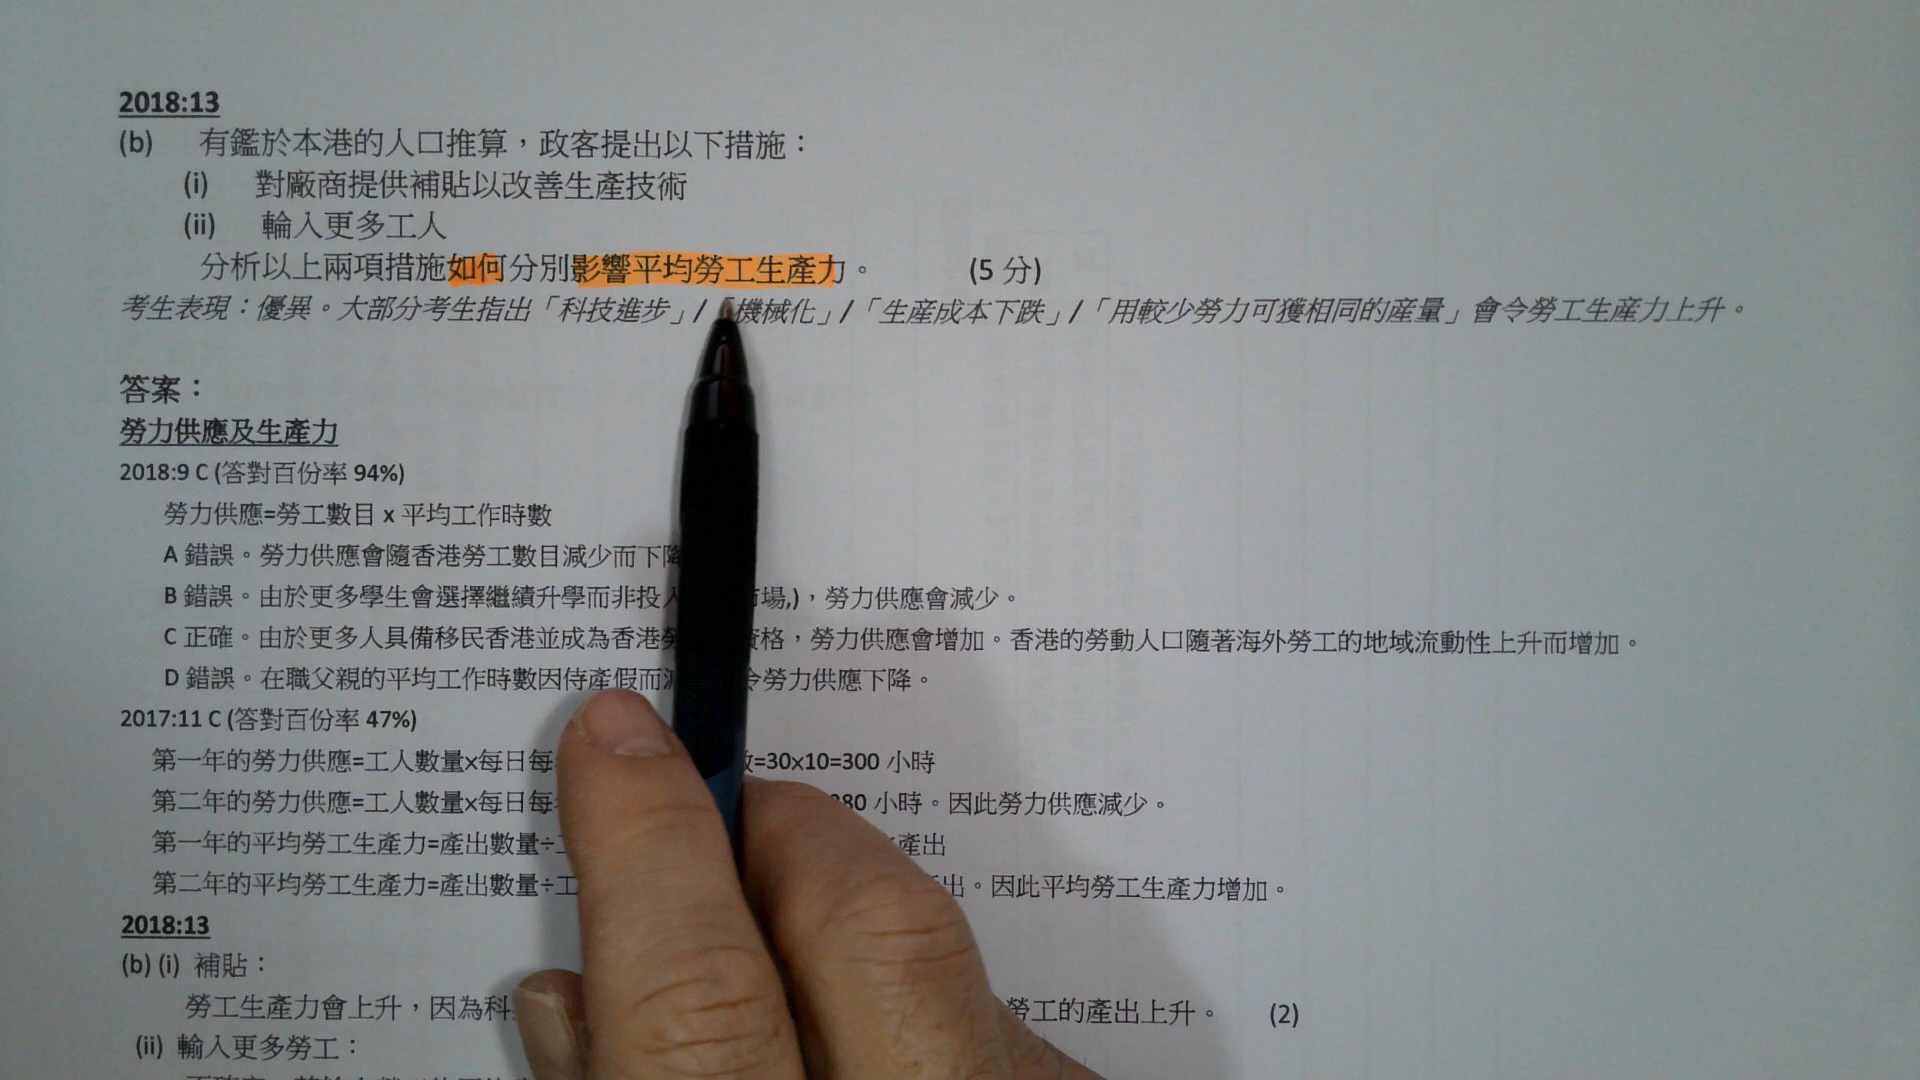 2018:13
(b) 有鑑於本港的人口推算，政客提出以下措施：
(i) 對廠商提供補貼以改善生產技術
(ii) 輸入更多工人
分析以上兩項措施如何分別影響平均勞工生產力。 (5 分)
考生表現：優異。大部分考生指出「科技進步」/「機械化」/「生產成本下跌」/「用較少勞力可獲相同的產量」會令勞工生產力上升。
答案：
勞力供應及生產力
2018:9 C (答對百份率 94%)
勞力供應=勞工數目 x 平均工作時數
A 錯誤。勞力供應會隨香港勞工數目減少而下降
B 錯誤。由於更多學生會選擇繼續升學而非投入 市場,)，勞力供應會減少。
C 正確。由於更多人具備移民香港並成為香港勞 資格，勞力供應會增加。香港的勞動人口隨著海外勞工的地域流動性上升而增加。
D 錯誤。在職父親的平均工作時數因侍產假而減 令勞力供應下降。
2017:11 C (答對百份率 47%)
第一年的勞力供應=工人數量×每日每 數=30x10=300 小時
第二年的勞力供應=工人數量×每日每 280 小時。因此勞力供應減少。
第一年的平均勞工生產力=產出數量÷工 產出
第二年的平均勞工生產力=產出數量÷工 出。因此平均勞工生產力增加。
2018:13
(b) (i) 補貼：
勞工生產力會上升，因為科 勞工的產出上升。 (2)
(ii) 輸入更多勞工：